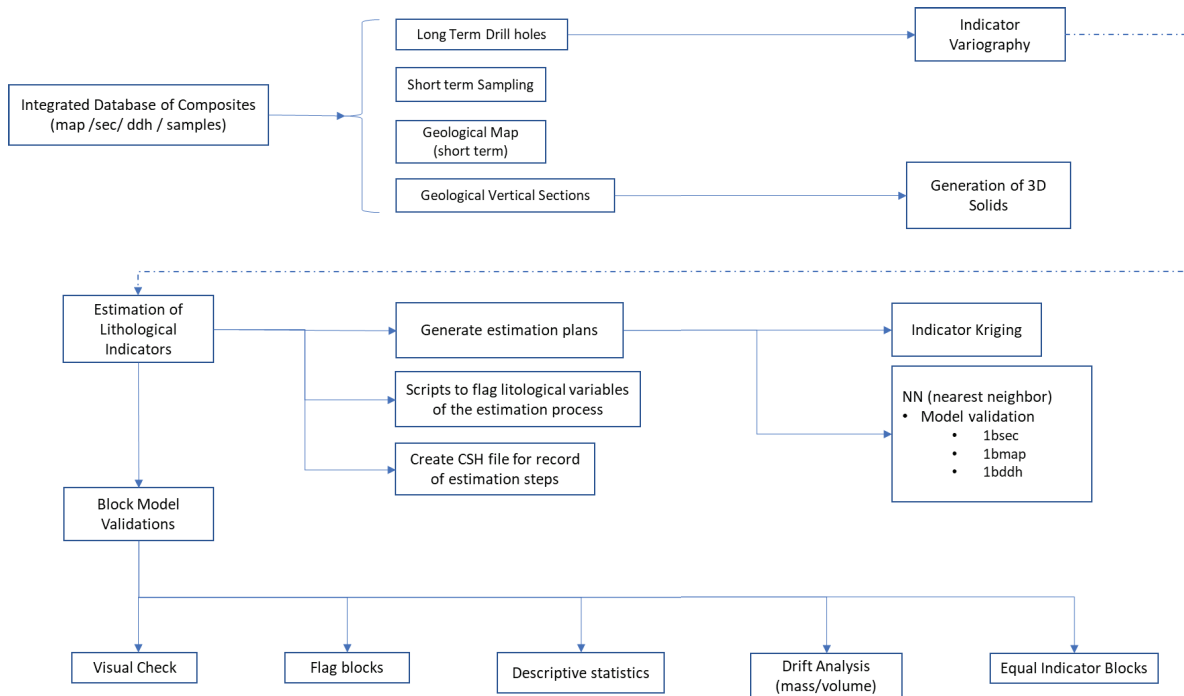 Long Term Drill holes
Indicator
Variography
Short term Sampling
Integrated Database of Composites
(map /sec/ ddh / samples)
Geological Map
(short term)
Geological Vertical Sections
Generation of 3D
Solids
Estimation of
Lithological
Indicators
Generate estimation plans
Indicator Kriging
Scripts to flag litological variables
of the estimation process
NN (nearest neighbor)
• Model validation
• 1bsec
• 1bmap
• 1bddh
Create CSH file for record
of estimation steps
Block Model
Validations
Visual Check
Flag blocks
Descriptive statistics
Drift Analysis
(mass/volume)
Equal Indicator Blocks